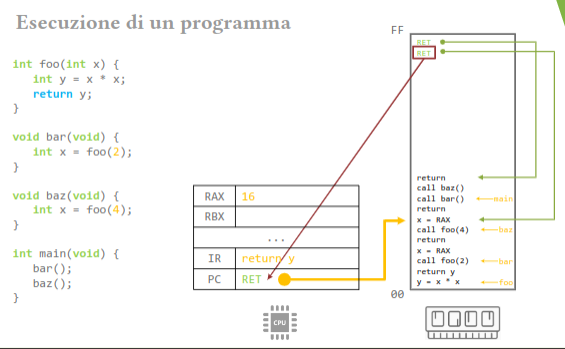 Esecuzione di un programma
int foo(int x) {
int y = x * x;
return y;
}
void bar(void) {
int x = foo(2);
}
void baz(void) {
int x = foo(4);
}
int main(void) {
bar();
baz();
}
RAX 16
RBX
...
IR return y
PC RET
CPU
FF
RET
RET
return
call baz()
call bar() main
return
x = RAX
call foo(4) baz
return
x = RAX
call foo(2) bar
return y
y = x * x foo
00